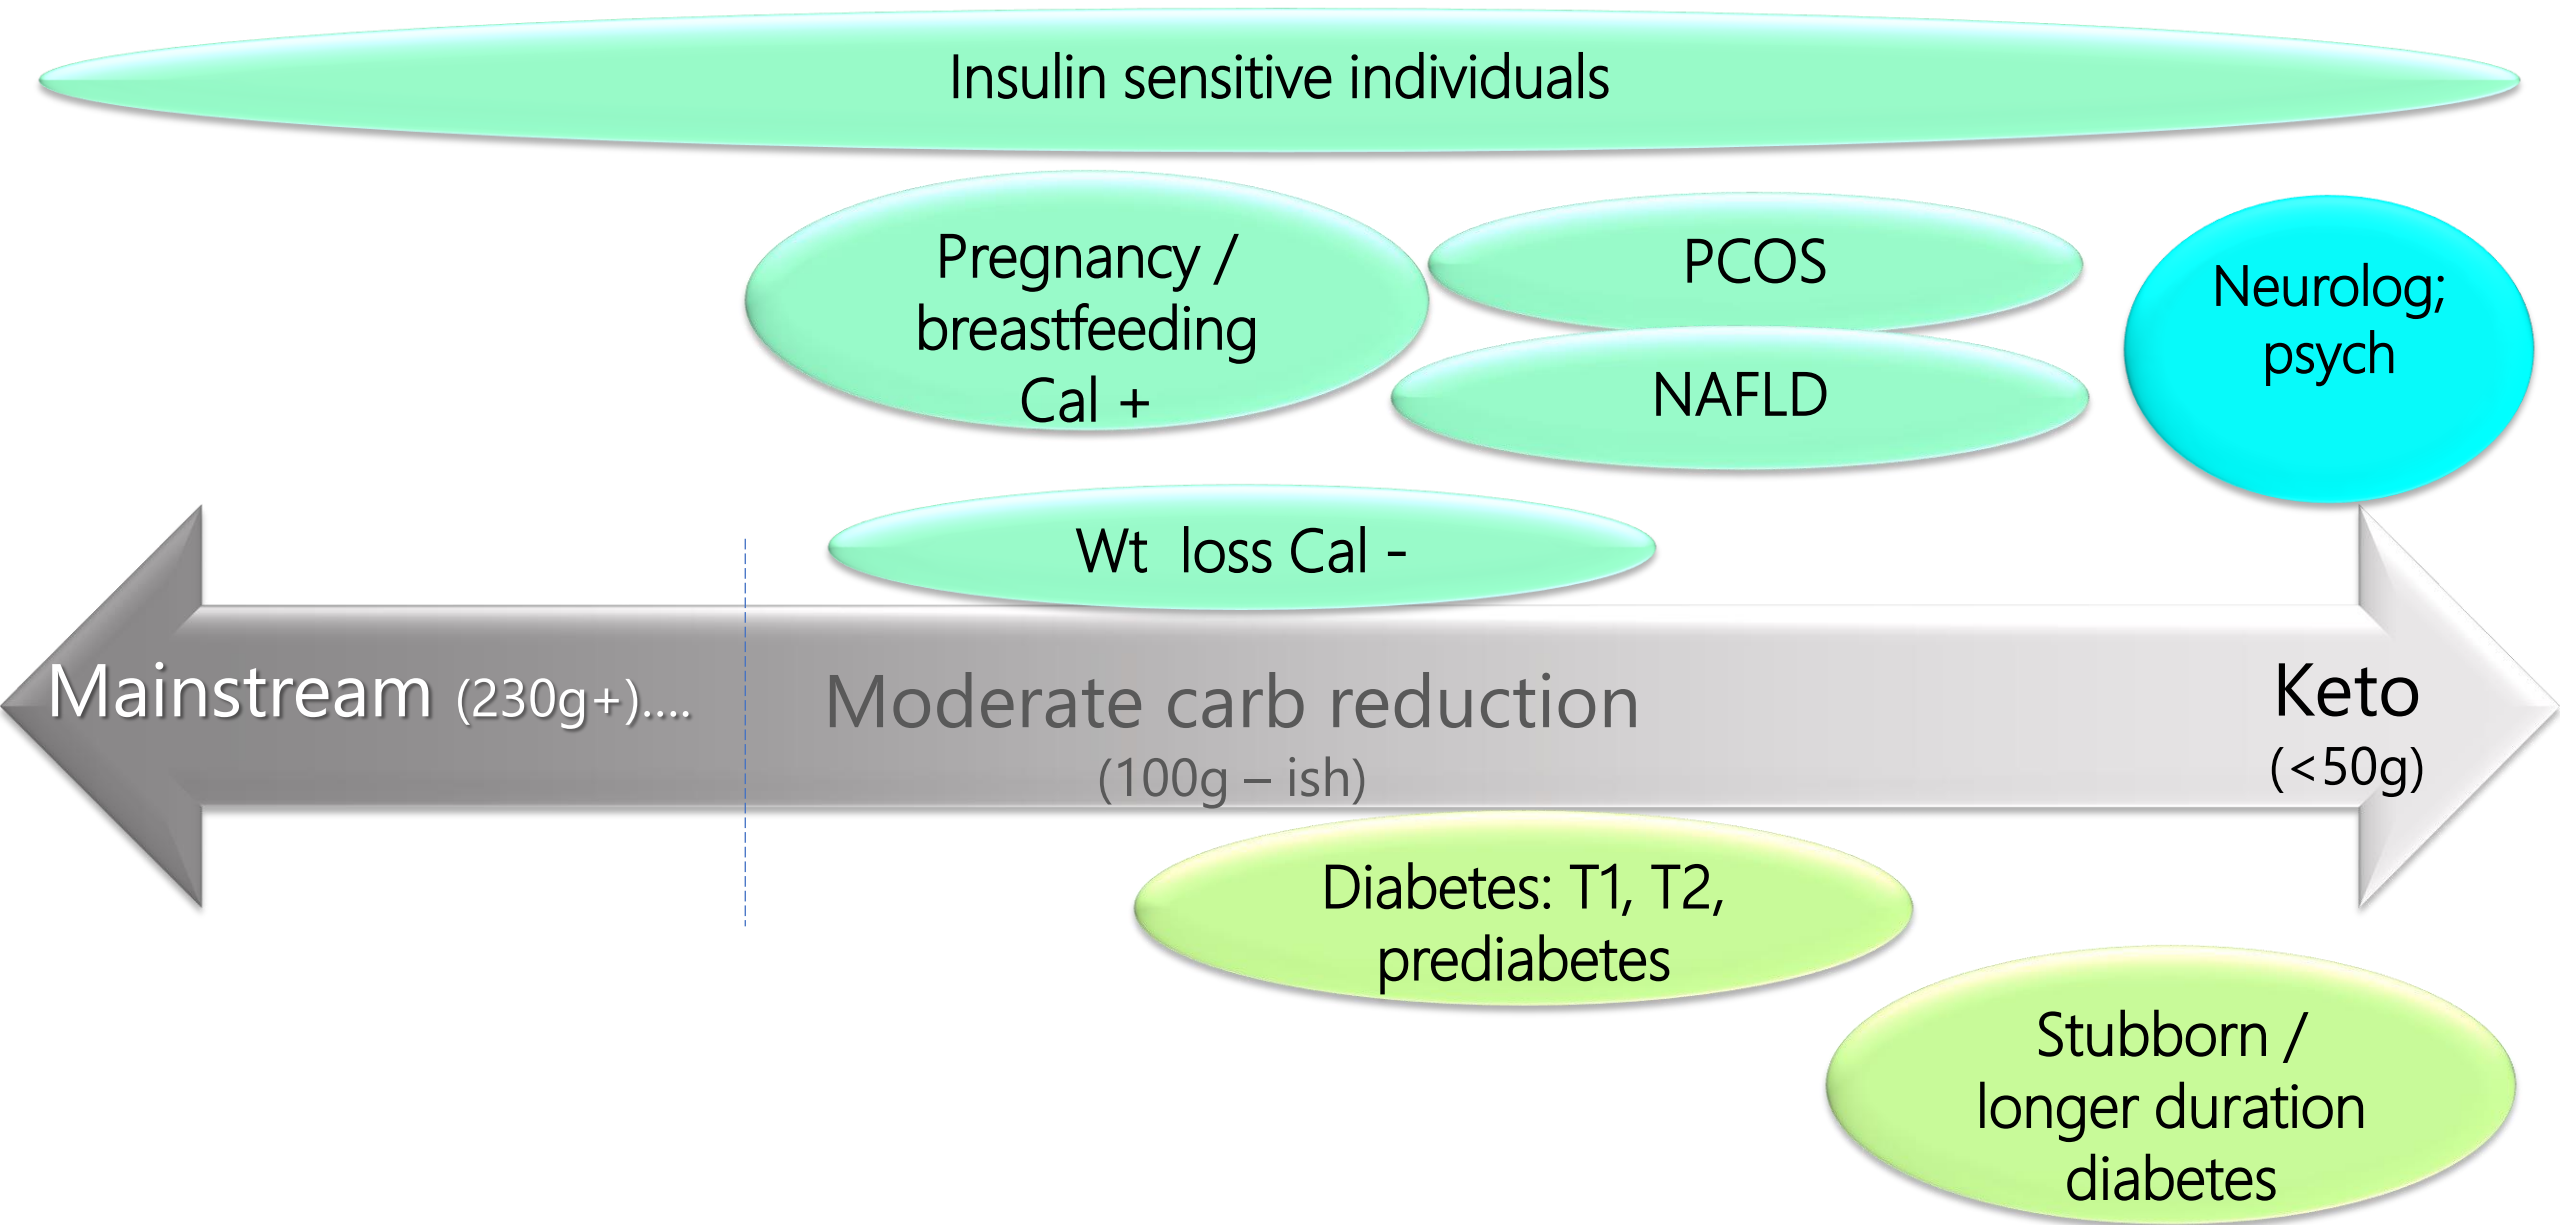 Insulin sensitive individuals
Pregnancy /
breastfeeding
Cal +
PCOS
NAFLD
Neurolog;
psych
Wt  loss Cal -
Mainstream (230g+)....
Moderate carb reduction
(100g – ish)
Keto
(<50g)
Diabetes: T1, T2,
prediabetes
Stubborn /
longer duration
diabetes